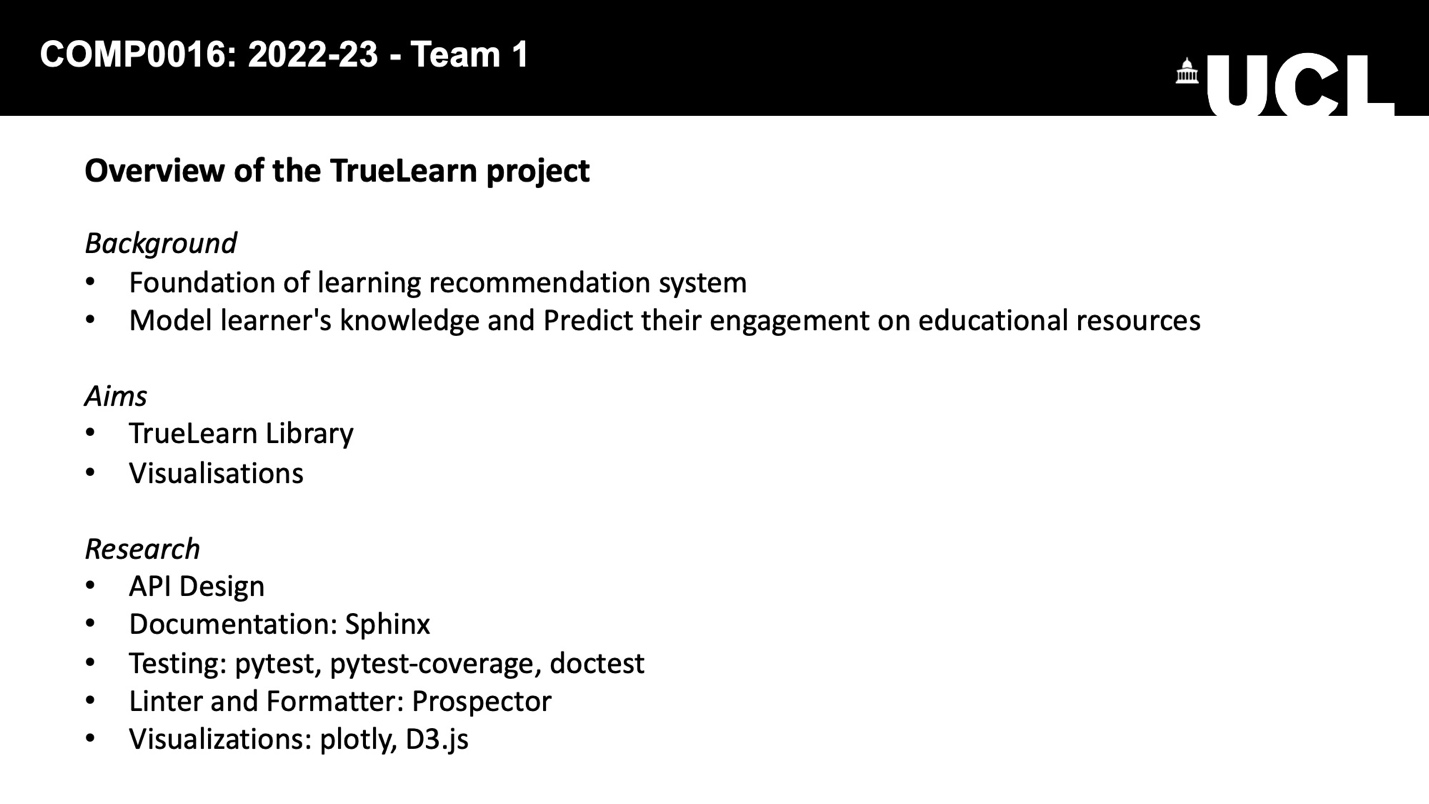 COMP0016: 2022-23 - Team 1
UCL
Overview of the TrueLearn project
Background
• Foundation of learning recommendation system
• Model learner's knowledge and Predict their engagement on educational resources
Aims
• TrueLearn Library
• Visualisations
Research
• API Design
• Documentation: Sphinx
• Testing: pytest, pytest-coverage, doctest
• Linter and Formatter: Prospector
• Visualizations: plotly, D3.js